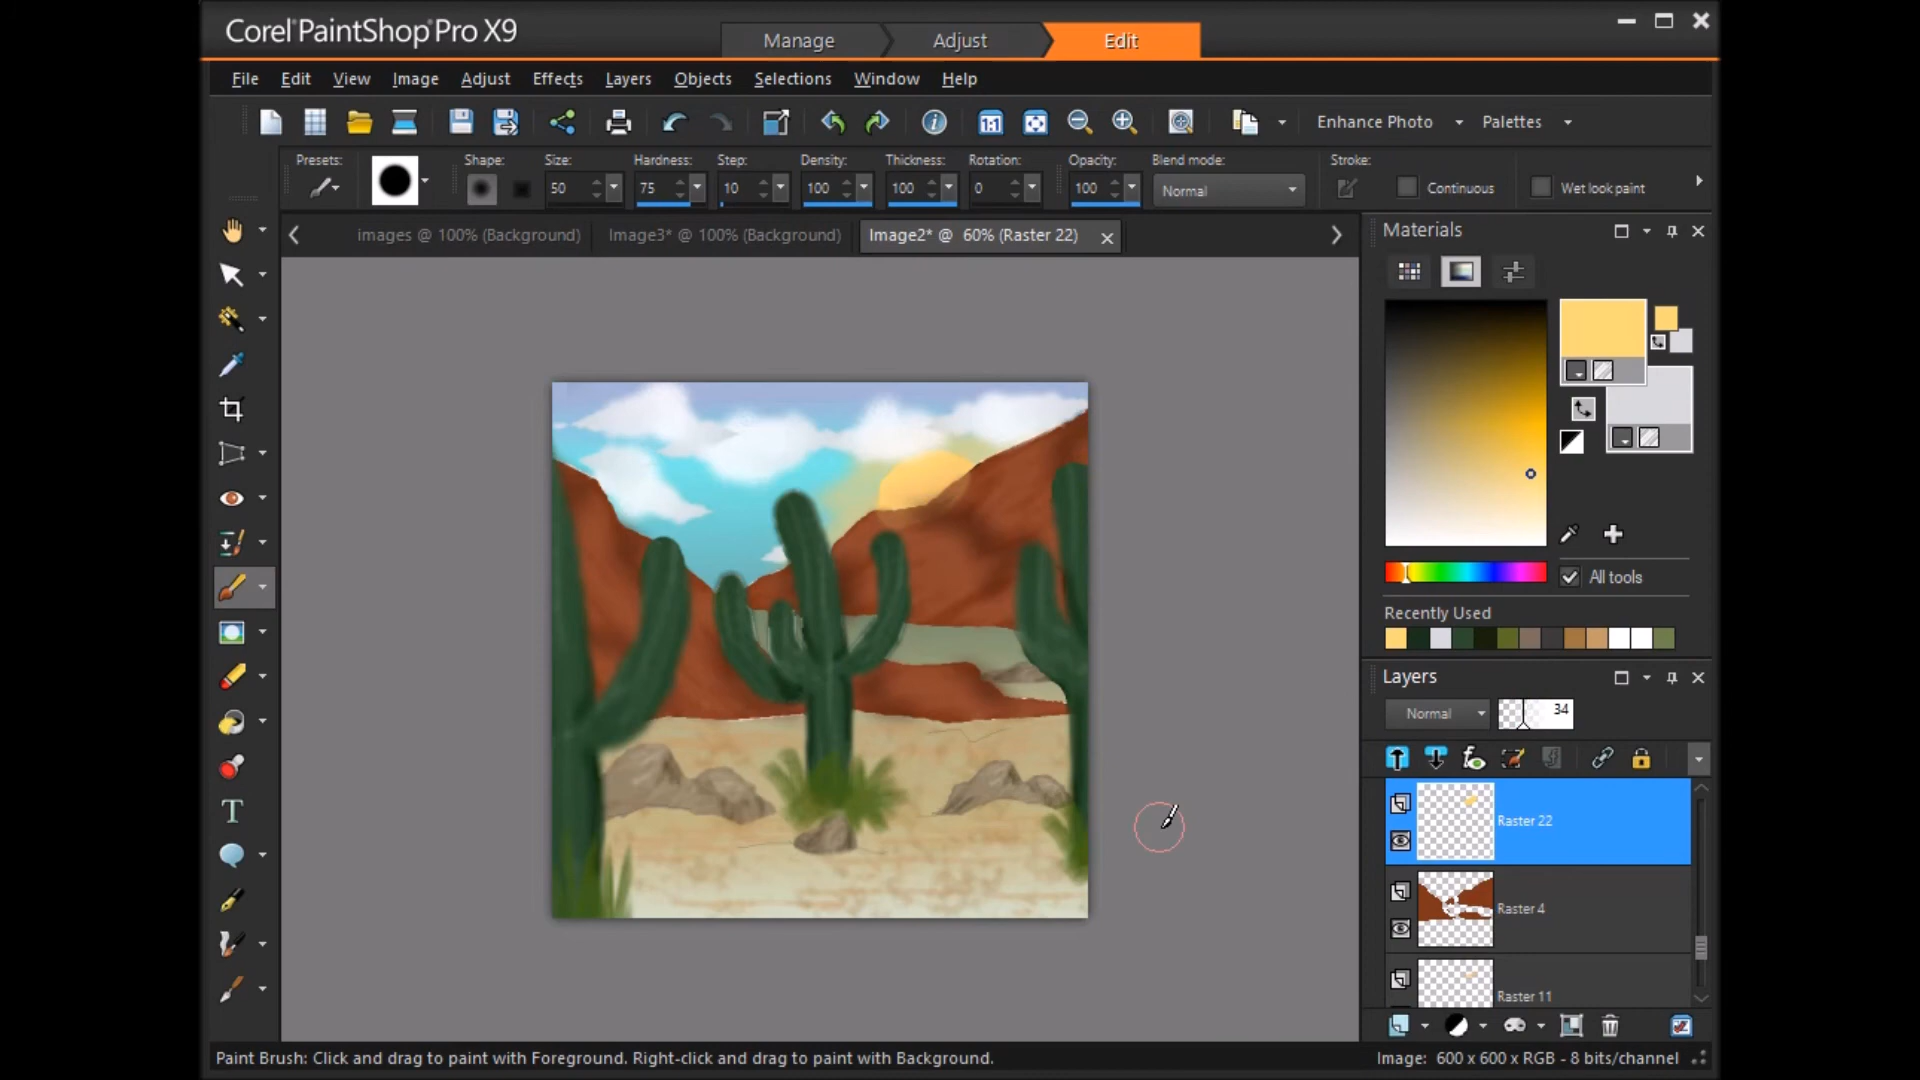 Corel PaintShop Pro X9
Manage
Adjust
Edit
File Edit View Image Adjust Effects Layers Objects Selections Window Help
1:1
Enhance Photo
Palettes
Presets:
Shape:
Size:
Hardness:
Step:
Density:
Thickness:
Rotation:
Opacity:
Blend mode:
Stroke:
50
75
10
100
100
0
100
Normal
Continuous
Wet look paint
images @ 100% (Background)
Image3* @ 100% (Background)
Image2* @ 60% (Raster 22)
Materials
All tools
Recently Used
Layers
Normal
34
Raster 22
Raster 4
Raster 11
Paint Brush: Click and drag to paint with Foreground. Right-click and drag to paint with Background.
Image: 600 x 600 x RGB - 8 bits/channel